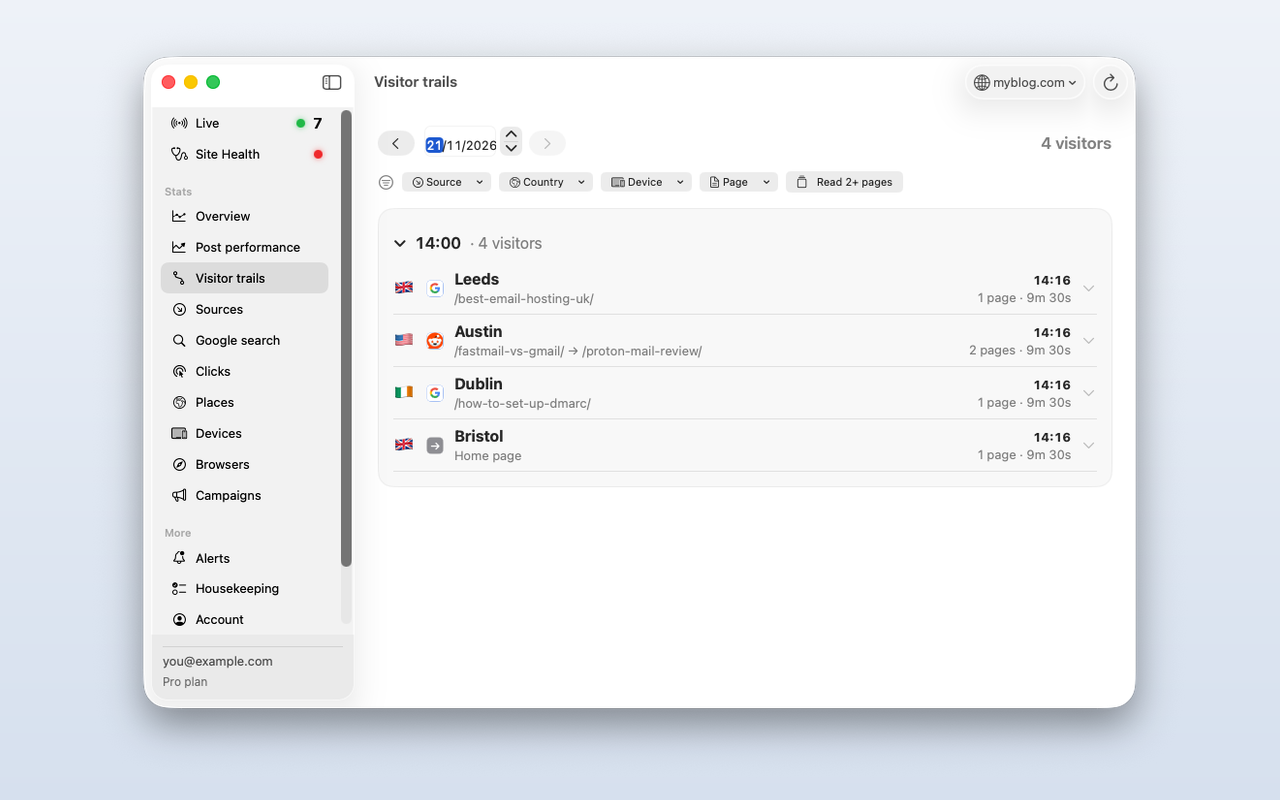 Visitor trails
myblog.com
Live 7
Site Health
Stats
Overview
Post performance
Visitor trails
Sources
Google search
Clicks
Places
Devices
Browsers
Campaigns
More
Alerts
Housekeeping
Account
you@example.com
Pro plan
21/11/2026
4 visitors
Source Country Device Page Read 2+ pages
14:00 · 4 visitors
Leeds 14:16
/best-email-hosting-uk/ 1 page · 9m 30s
Austin 14:16
/fastmail-vs-gmail/ → /proton-mail-review/ 2 pages · 9m 30s
Dublin 14:16
/how-to-set-up-dmarc/ 1 page · 9m 30s
Bristol 14:16
Home page 1 page · 9m 30s